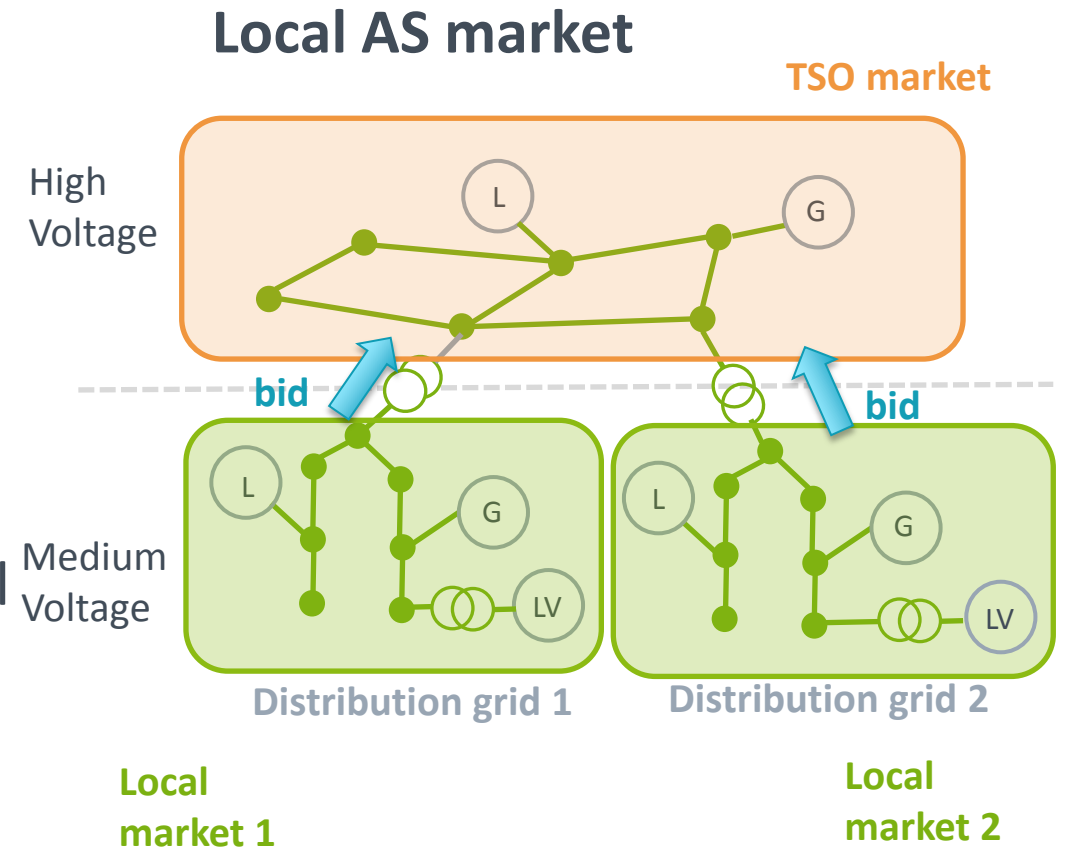 Local AS market
TSO market
High
Voltage
L
G
bid
bid
L
G
LV
L
G
LV
Medium
Voltage
Distribution grid 1
Distribution grid 2
Local
market 1
Local
market 2